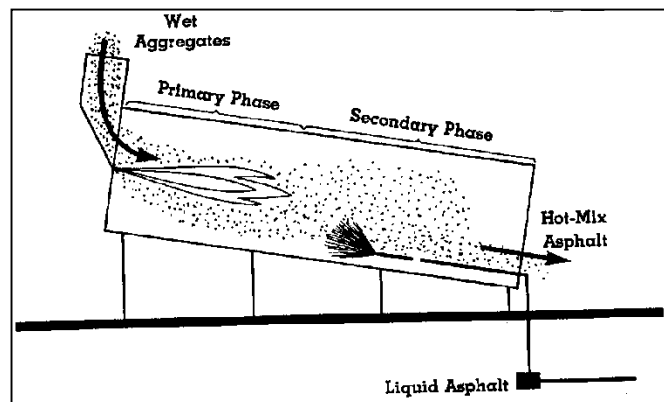 Wet
Aggregates
Primary Phase
Secondary Phase
Hot-Mix
Asphalt
Liquid Asphalt